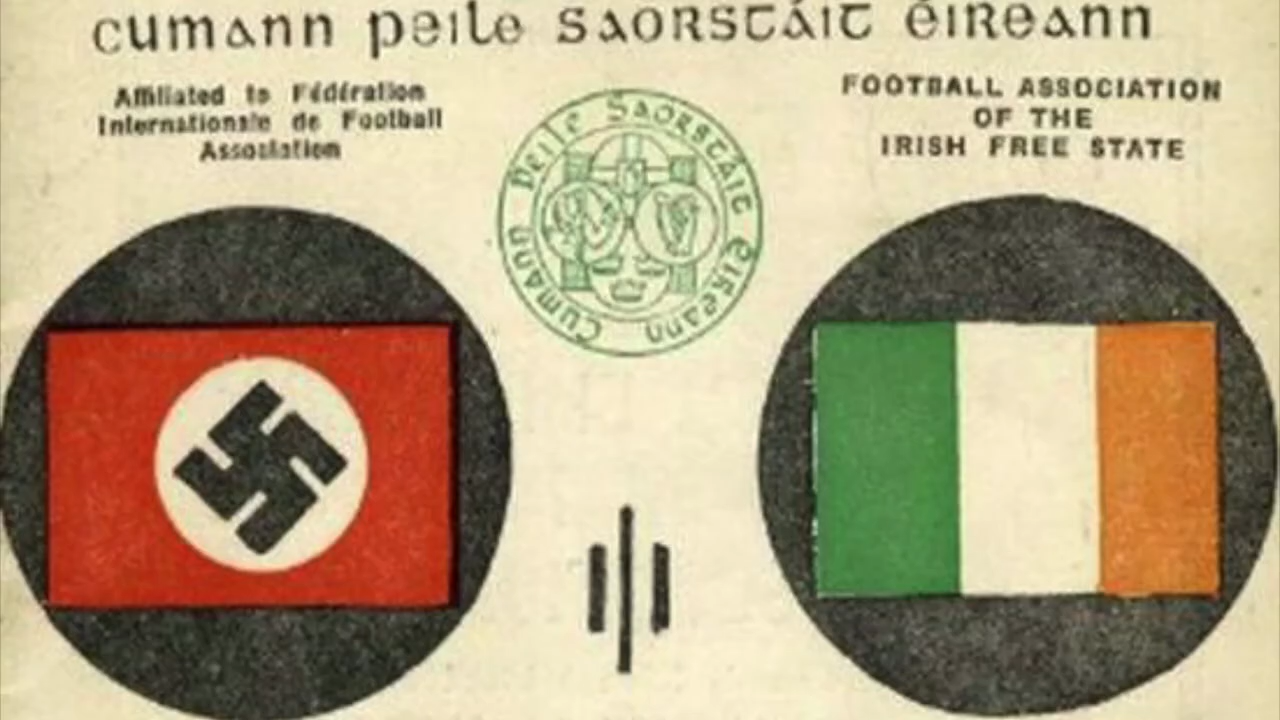 cumann peile saorstáit éireann
Affiliated to Fédération
Internationale de Football
Association
FOOTBALL ASSOCIATION
OF THE
IRISH FREE STATE
Cumann Peile Saorstáit Éireann